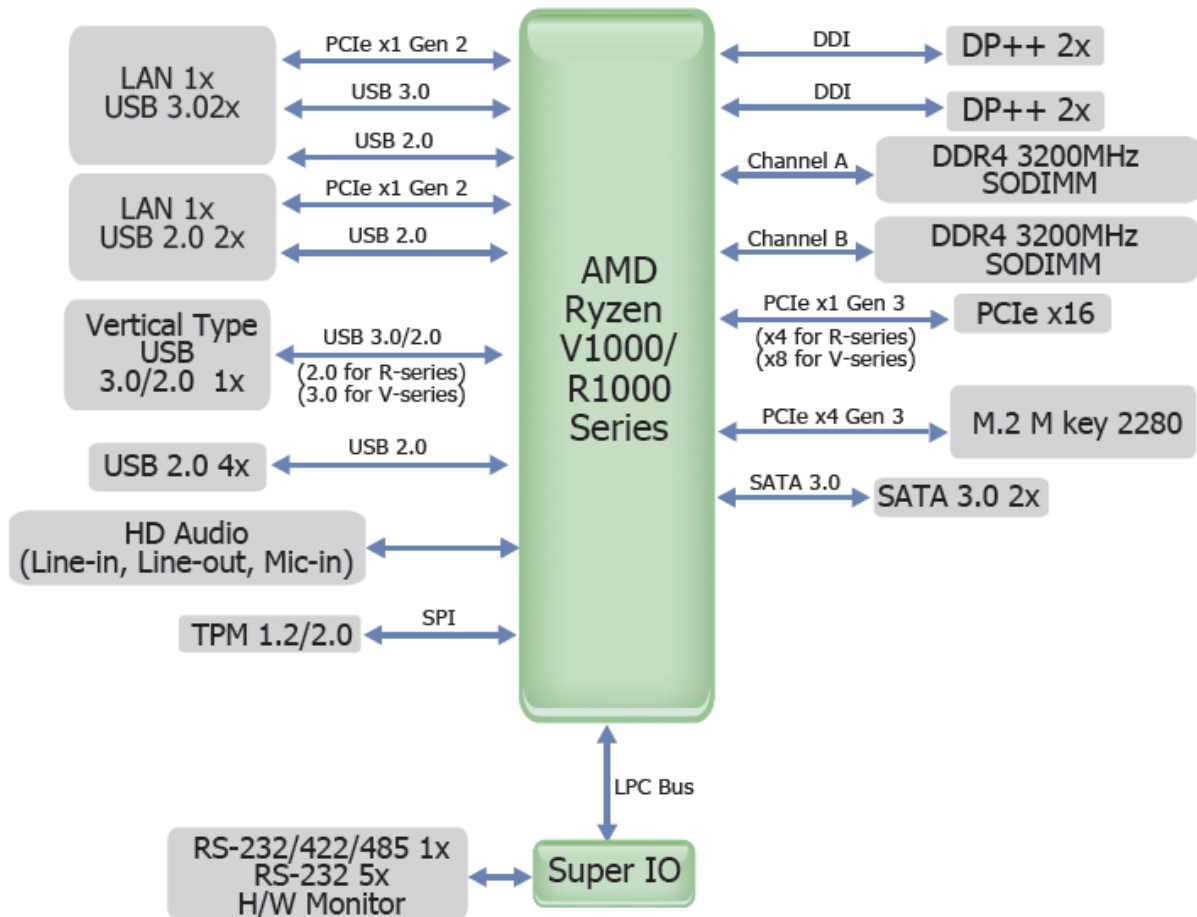 LAN 1x
USB 3.02x
PCIe x1 Gen 2
USB 3.0
USB 2.0
LAN 1x
USB 2.0 2x
PCIe x1 Gen 2
USB 2.0
Vertical Type
USB
3.0/2.0 1x
USB 3.0/2.0
(2.0 for R-series)
(3.0 for V-series)
USB 2.0 4x
USB 2.0
HD Audio
(Line-in, Line-out, Mic-in)
TPM 1.2/2.0
SPI
AMD
Ryzen
V1000/
R1000
Series
DDI
DP++ 2x
DDI
DP++ 2x
Channel A
DDR4 3200MHz
SODIMM
Channel B
DDR4 3200MHz
SODIMM
PCIe x1 Gen 3
(x4 for R-series)
(x8 for V-series)
PCIe x16
PCIe x4 Gen 3
M.2 M key 2280
SATA 3.0
SATA 3.0 2x
LPC Bus
Super IO
RS-232/422/485 1x
RS-232 5x
H/W Monitor